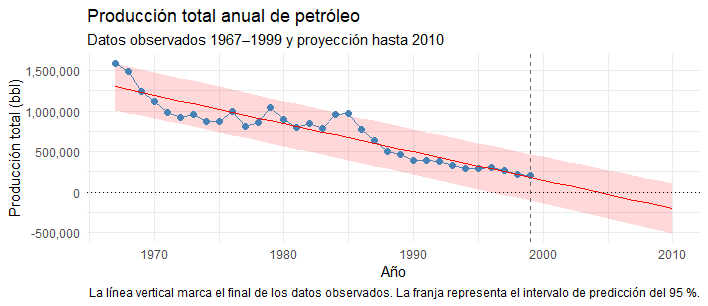 Producción total anual de petróleo
Datos observados 1967–1999 y proyección hasta 2010
Producción total (bbl)
1,500,000
1,000,000
500,000
0
-500,000
1970
1980
1990
2000
2010
Año
La línea vertical marca el final de los datos observados. La franja representa el intervalo de predicción del 95 %.